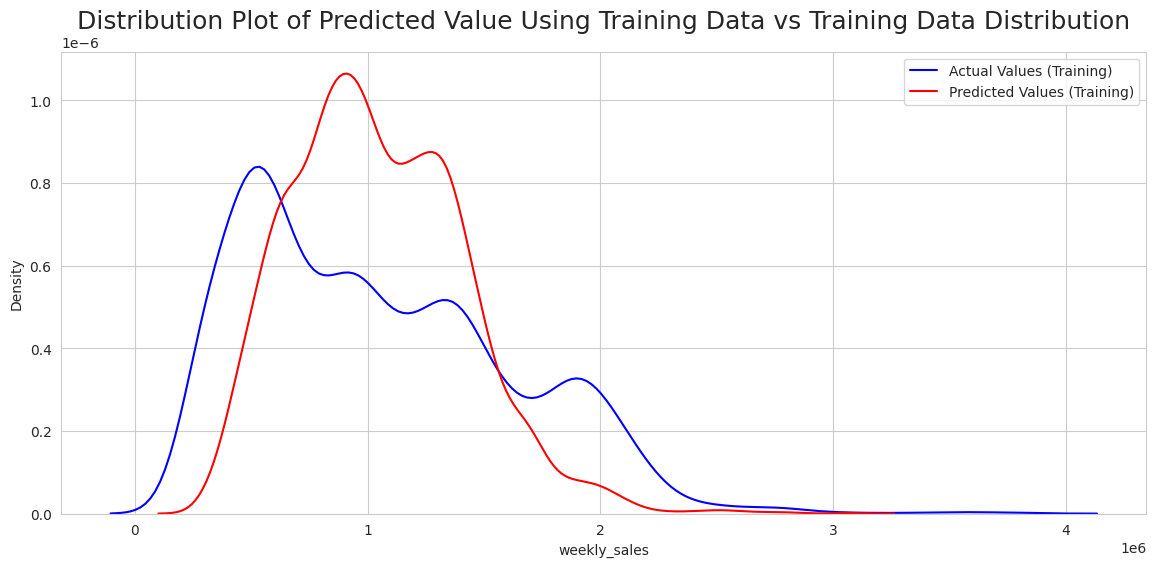 Distribution Plot of Predicted Value Using Training Data vs Training Data Distribution
1e−6
Actual Values (Training)
Predicted Values (Training)
1.0
0.8
0.6
0.4
0.2
0.0
Density
0
1
2
3
4
1e6
weekly_sales